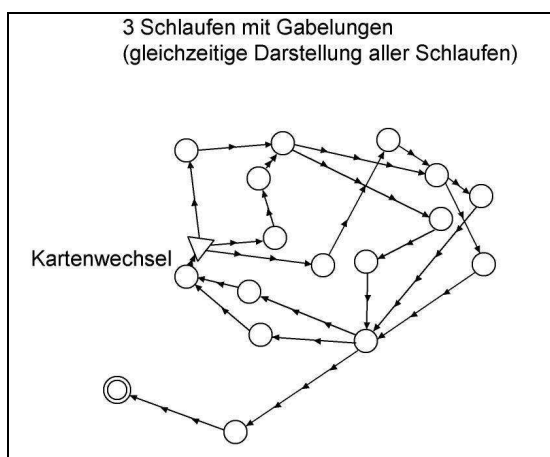 3 Schlaufen mit Gabelungen
(gleichzeitige Darstellung aller Schlaufen)
Kartenwechsel